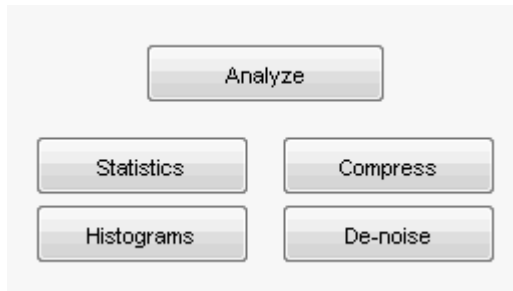 Analyze
Statistics
Compress
Histograms
De-noise